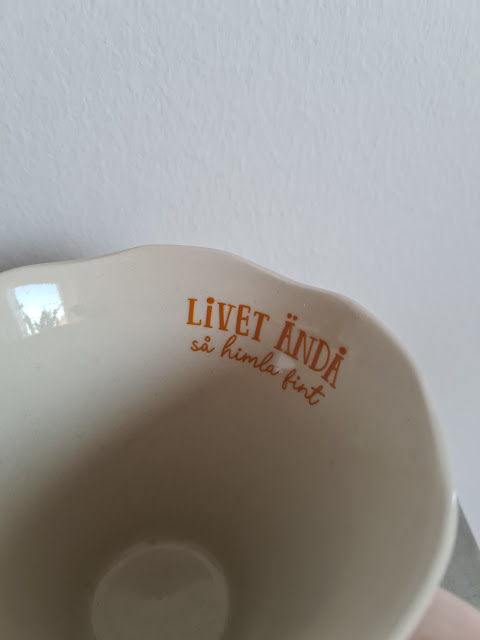 LiVET ÄNDÅ
så himla fint